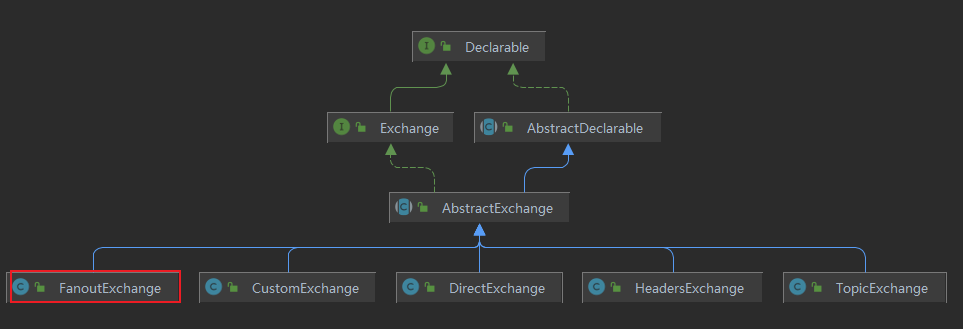 I Declarable
I Exchange
C AbstractDeclarable
C AbstractExchange
C FanoutExchange
C CustomExchange
C DirectExchange
C HeadersExchange
C TopicExchange